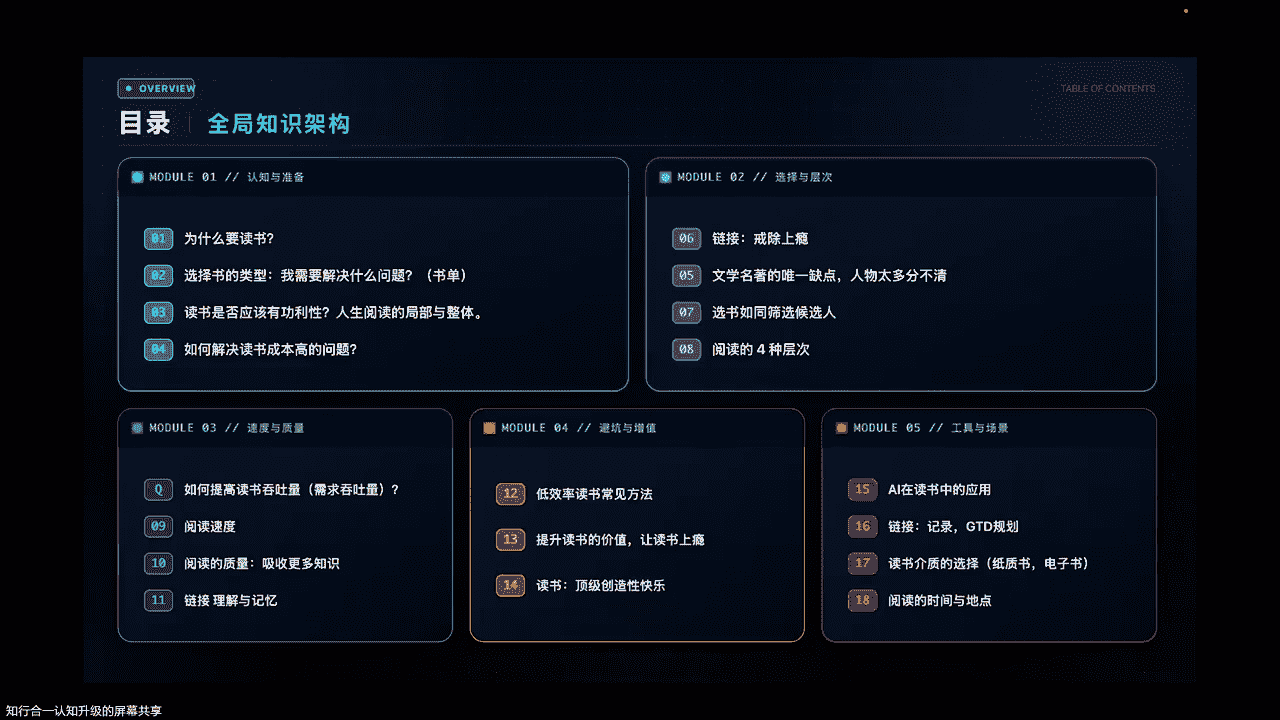 OVERVIEW
TABLE OF CONTENTS
目录 全局知识架构
MODULE 01 // 认知与准备
01 为什么要读书？
02 选择书的类型：我需要解决什么问题？（书单）
03 读书是否应该有功利性？人生阅读的局部与整体。
04 如何解决读书成本高的问题？
MODULE 02 // 选择与层次
06 链接：戒除上瘾
05 文学名著的唯一缺点，人物太多分不清
07 选书如同筛选候选人
08 阅读的 4 种层次
MODULE 03 // 速度与质量
Q 如何提高读书吞吐量（需求吞吐量）？
09 阅读速度
10 阅读的质量：吸收更多知识
11 链接 理解与记忆
MODULE 04 // 避坑与增值
12 低效率读书常见方法
13 提升读书的价值，让读书上瘾
14 读书：顶级创造性快乐
MODULE 05 // 工具与场景
15 AI在读书中的应用
16 链接：记录，GTD规划
17 读书介质的选择（纸质书，电子书）
18 阅读的时间与地点
知行合一认知升级的屏幕共享